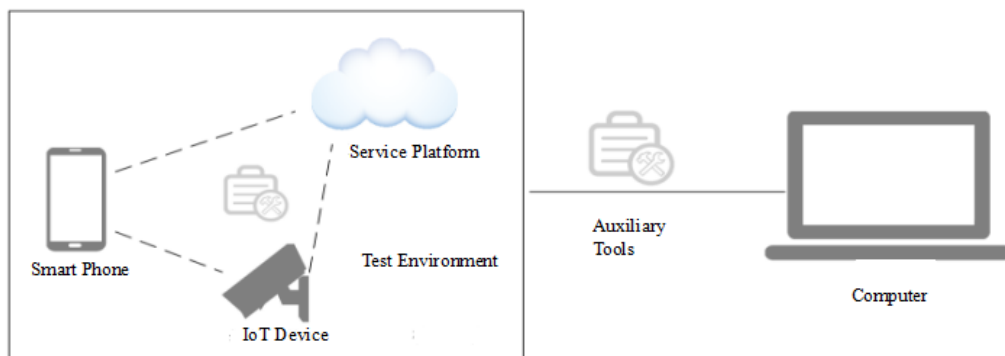 Service Platform
Smart Phone
Test Environment
IoT Device
Auxiliary
Tools
Computer